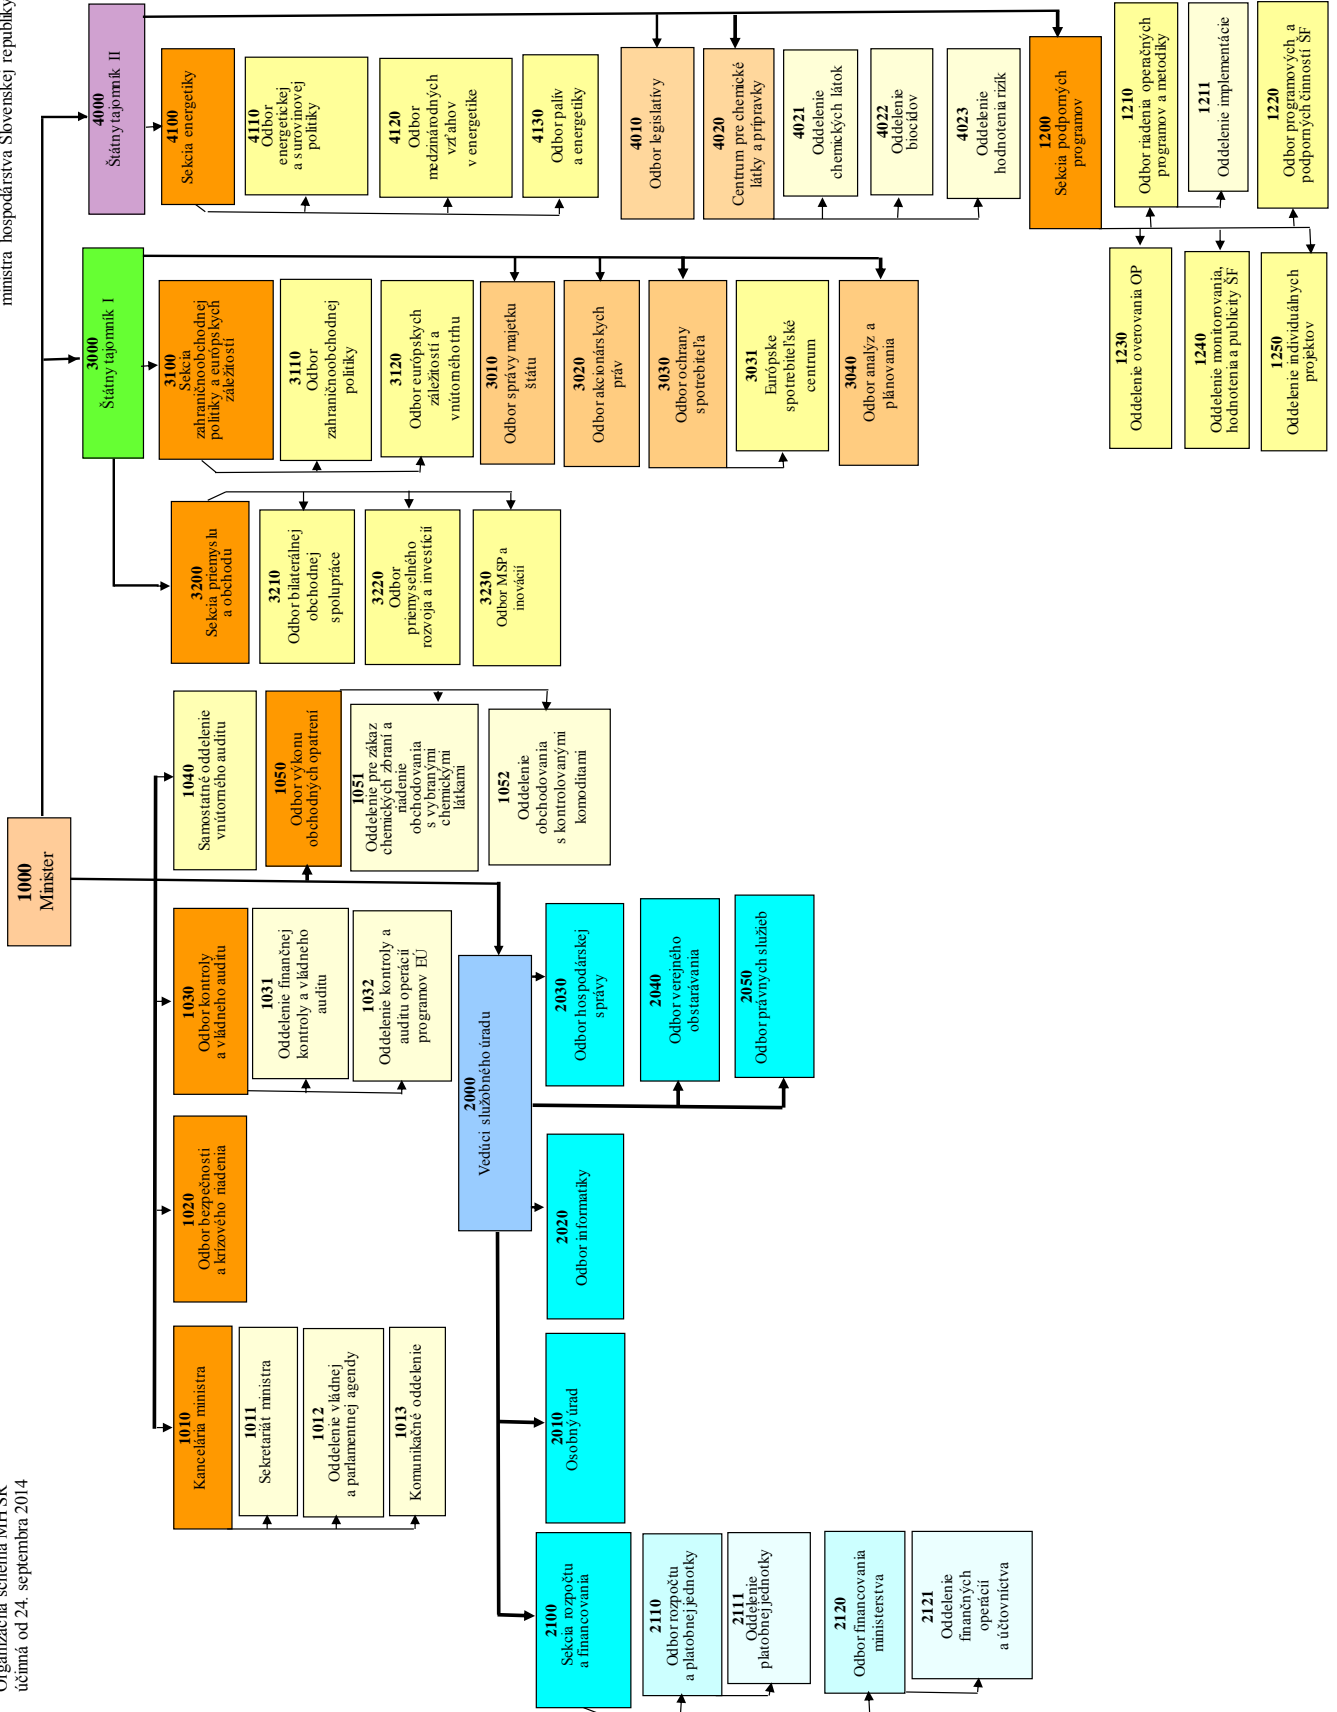 Organizačná schéma MH SR
účinná od 24. septembra 2014
ministra hospodárstva Slovenskej republiky
1000
Minister
1010
Kancelária ministra
1011
Sekretariát ministra
1012
Oddelenie vládnej
a parlamentnej agendy
1013
Komunikačné oddelenie
1020
Odbor bezpečnosti
a krízového riadenia
1030
Odbor kontroly
a vládneho auditu
1031
Oddelenie finančnej
kontroly a vládneho
auditu
1032
Oddelenie kontroly a
auditu operácií
programov EÚ
1040
Samostatné oddelenie
vnútorného auditu
1050
Odbor výkonu
obchodných opatrení
1051
Oddelenie pre zákaz
chemických zbraní a
riadenie
obchodovania
s vybranými
chemickými
látkami
1052
Oddelenie
obchodovania
s kontrolovanými
komoditami
2000
Vedúci služobného úradu
2100
Sekcia rozpočtu
a financovania
2110
Odbor rozpočtu
a platobnej jednotky
2111
Oddelenie
platobnej jednotky
2120
Odbor financovania
ministerstva
2121
Oddelenie
finančných
operácií
a účtovníctva
2010
Osobný úrad
2020
Odbor informatiky
2030
Odbor hospodárskej
správy
2040
Odbor verejného
obstarávania
2050
Odbor právnych služieb
3000
Štátny tajomník I
3200
Sekcia priemyslu
a obchodu
3210
Odbor bilaterálnej
obchodnej
spolupráce
3220
Odbor
priemyselného
rozvoja a investícií
3230
Odbor MSP a
inovácií
3100
Sekcia
zahraničnoobchodnej
politiky a európskych
záležitostí
3110
Odbor
zahraničnoobchodnej
politiky
3120
Odbor európskych
záležitostí a
vnútorného trhu
3010
Odbor správy majetku
štátu
3020
Odbor akcionárskych
práv
3030
Odbor ochrany
spotrebiteľa
3031
Európske
spotrebiteľské
centrum
3040
Odbor analýz a
plánovania
4000
Štátny tajomník II
4100
Sekcia energetiky
4110
Odbor
energetickej
a surovinovej
politiky
4120
Odbor
medzinárodných
vzťahov
v energetike
4130
Odbor palív
a energetiky
4010
Odbor legislatívy
4020
Centrum pre chemické
látky a prípravky
4021
Oddelenie
chemických látok
4022
Oddelenie
biocídov
4023
Oddelenie
hodnotenia rizík
1200
Sekcia podporných
programov
1210
Odbor riadenia operačných
programov a metodiky
1211
Oddelenie implementácie
1220
Odbor programových a
podporných činností ŠF
1230
Oddelenie overovania OP
1240
Oddelenie monitorovania,
hodnotenia a publicity ŠF
1250
Oddelenie individuálnych
projektov